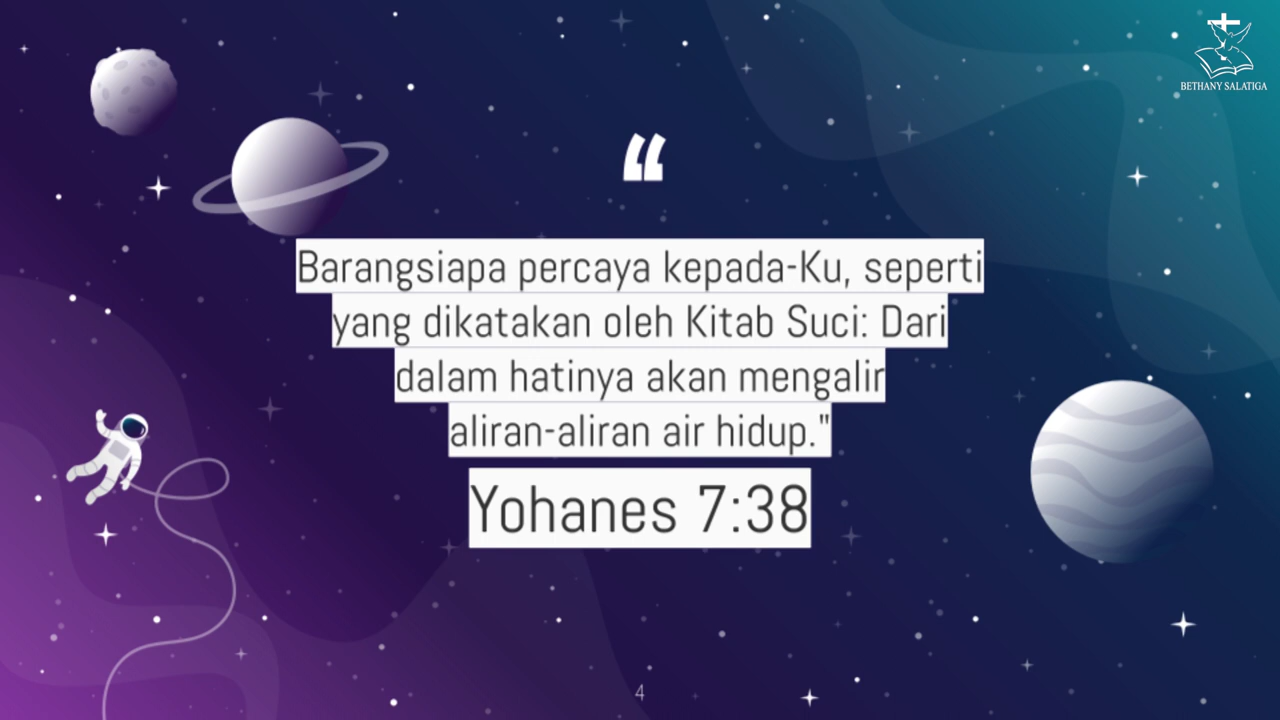 BETHANY SALATIGA
“
Barangsiapa percaya kepada-Ku, seperti
yang dikatakan oleh Kitab Suci: Dari
dalam hatinya akan mengalir
aliran-aliran air hidup."
Yohanes 7:38
4